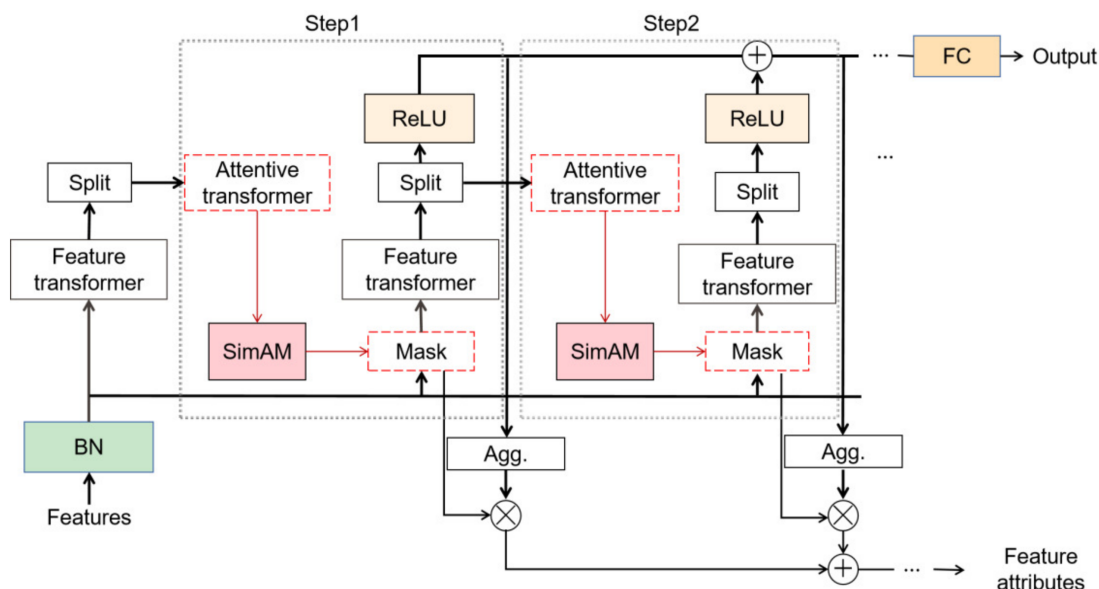 Step1
Step2
... FC Output
ReLU
ReLU
...
Split
Attentive
transformer
Split
Attentive
transformer
Split
Feature
transformer
Feature
transformer
Feature
transformer
SimAM
Mask
SimAM
Mask
BN
Agg.
Agg.
Features
... Feature
attributes